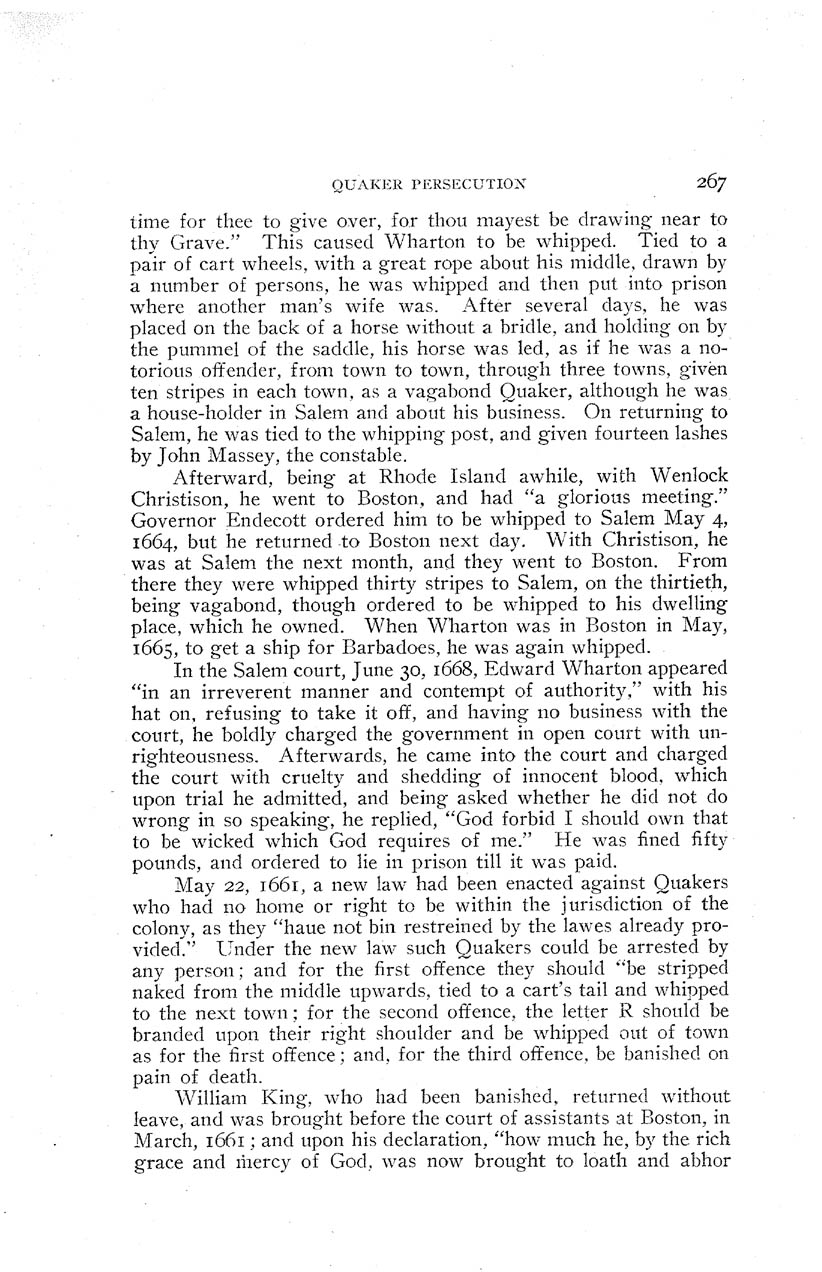 QUAKER PERSECUTION 267
time for thee to give over, for thou mayest be drawing near to
thy Grave.” This caused Wharton to be whipped. Tied to a
pair of cart wheels, with a great rope about his middle, drawn by
a number of persons, he was whipped and then put into prison
where another man’s wife was. After several days, he was
placed on the back of a horse without a bridle, and holding on by
the pummel of the saddle, his horse was led, as if he was a no-
torious offender, from town to town, through three towns, given
ten stripes in each town, as a vagabond Quaker, although he was
a house-holder in Salem and about his business. On returning to
Salem, he was tied to the whipping post, and given fourteen lashes
by John Massey, the constable.
Afterward, being at Rhode Island awhile, with Wenlock
Christison, he went to Boston, and had “a glorious meeting.”
Governor Endecott ordered him to be whipped to Salem May 4,
1664, but he returned to Boston next day. With Christison, he
was at Salem the next month, and they went to Boston. From
there they were whipped thirty stripes to Salem, on the thirtieth,
being vagabond, though ordered to be whipped to his dwelling
place, which he owned. When Wharton was in Boston in May,
1665, to get a ship for Barbadoes, he was again whipped.
In the Salem court, June 30, 1668, Edward Wharton appeared
“in an irreverent manner and contempt of authority,” with his
hat on, refusing to take it off, and having no business with the
court, he boldly charged the government in open court with un-
righteousness. Afterwards, he came into the court and charged
the court with cruelty and shedding of innocent blood, which
upon trial he admitted, and being asked whether he did not do
wrong in so speaking, he replied, “God forbid I should own that
to be wicked which God requires of me.” He was fined fifty
pounds, and ordered to lie in prison till it was paid.
May 22, 1661, a new law had been enacted against Quakers
who had no home or right to be within the jurisdiction of the
colony, as they “haue not bin restreined by the lawes already pro-
vided.” Under the new law such Quakers could be arrested by
any person; and for the first offence they should “be stripped
naked from the middle upwards, tied to a cart’s tail and whipped
to the next town; for the second offence, the letter R should be
branded upon their right shoulder and be whipped out of town
as for the first offence; and, for the third offence, be banished on
pain of death.
William King, who had been banished, returned without
leave, and was brought before the court of assistants at Boston, in
March, 1661; and upon his declaration, “how much he, by the rich
grace and mercy of God, was now brought to loath and abhor